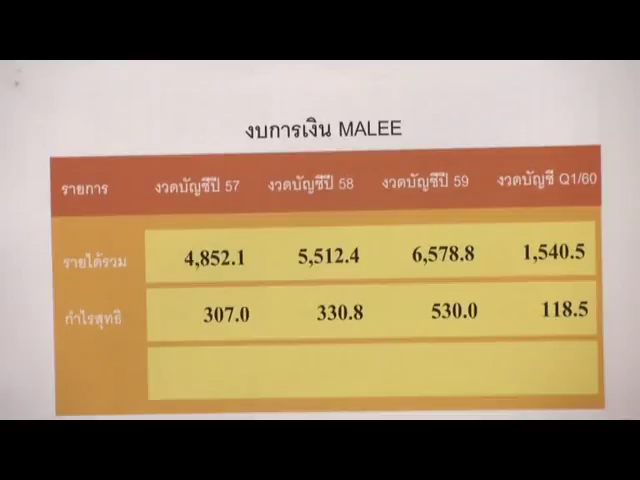 งบการเงิน MALEE
รายการ งวดบัญชีปี 57 งวดบัญชีปี 58 งวดบัญชีปี 59 งวดบัญชี Q1/60
รายได้รวม 4,852.1 5,512.4 6,578.8 1,540.5
กำไรสุทธิ 307.0 330.8 530.0 118.5